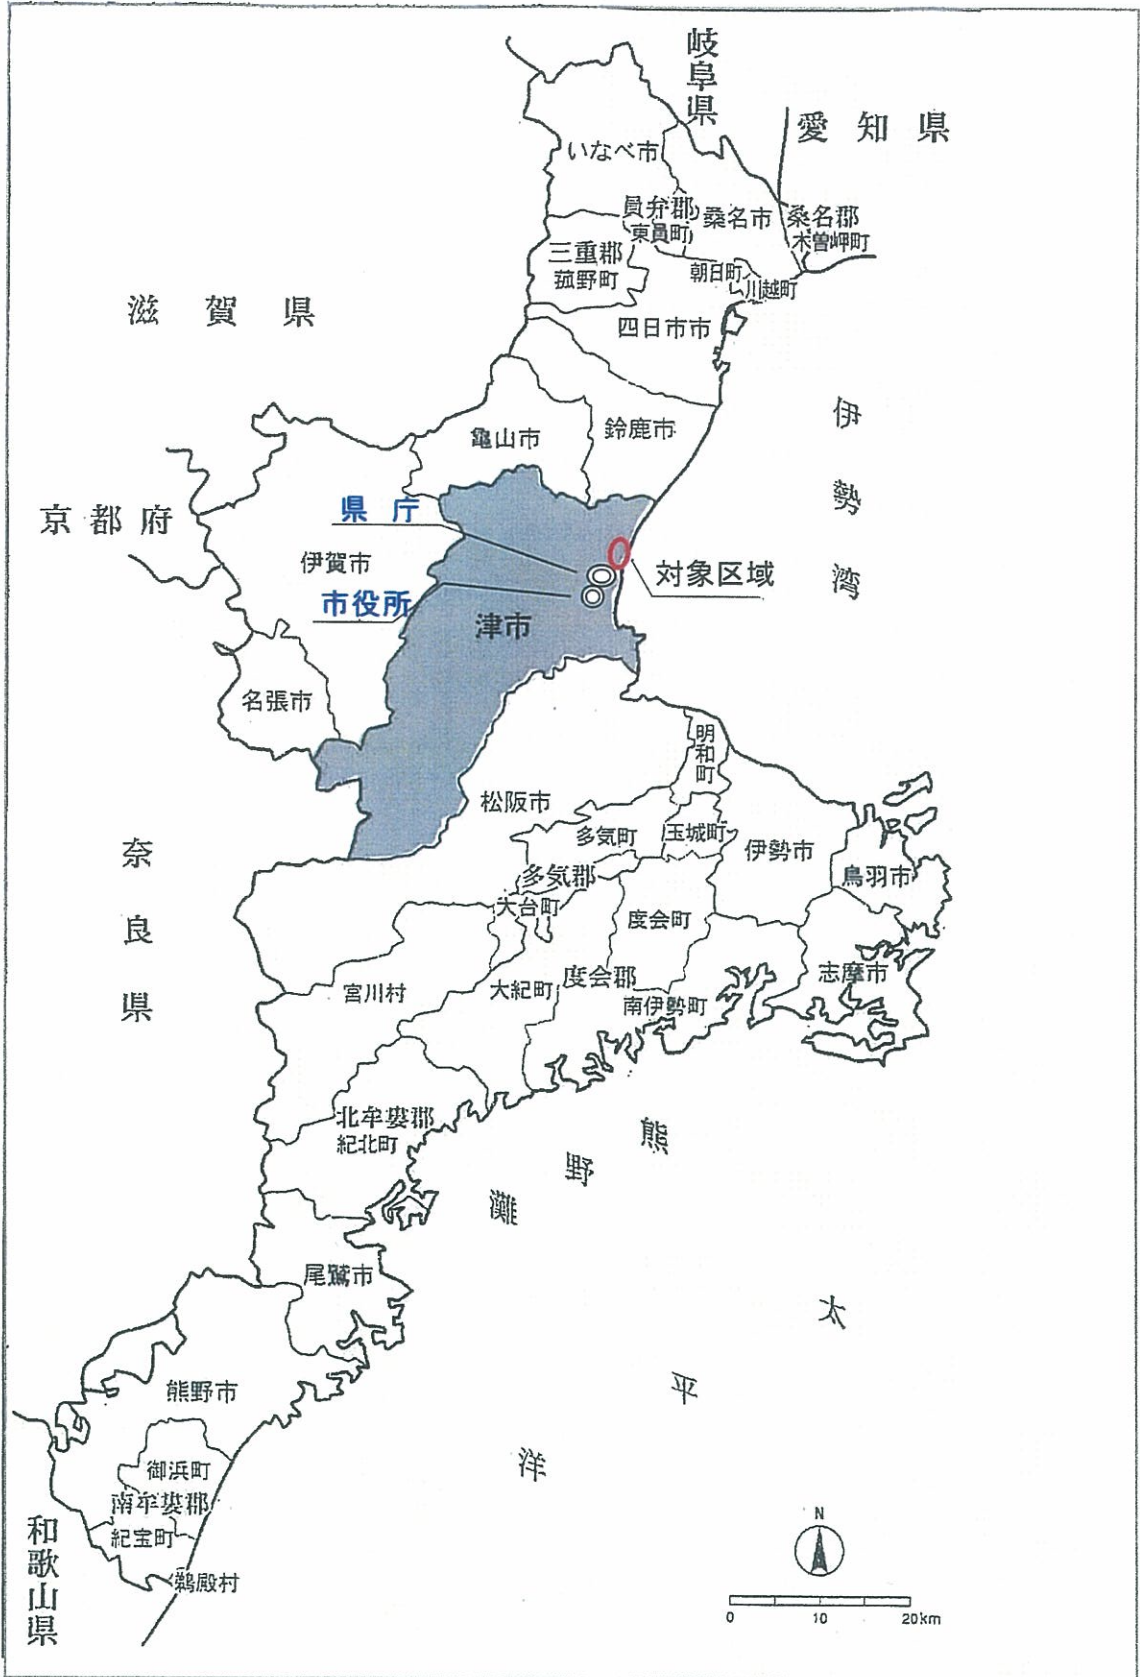 岐阜県
愛知県
いなべ市
員弁郡
東員町
桑名市
桑名郡
木曽岬町
三重郡
菰野町
朝日町
川越町
滋賀県
四日市市
伊勢湾
亀山市
鈴鹿市
県庁
京都府
伊賀市
対象区域
市役所
津市
名張市
明和町
松阪市
多気町
玉城町
伊勢市
奈良県
多気郡
鳥羽市
大台町
度会町
宮川村
大紀町
度会郡
南伊勢町
志摩市
北牟婁郡
紀北町
熊野灘
尾鷲市
太平洋
熊野市
御浜町
南牟婁郡
紀宝町
鵜殿村
和歌山県
N
0 10 20km